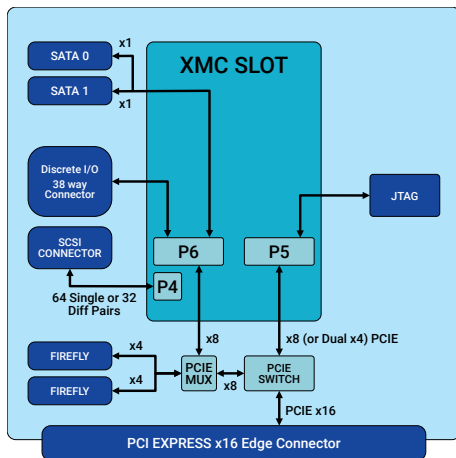 x1
SATA 0
XMC SLOT
SATA 1
x1
Discrete I/O
38 way
Connector
JTAG
SCSI
CONNECTOR
P6
P5
P4
64 Single or 32
Diff Pairs
x8
x8 (or Dual x4) PCIE
x4
FIREFLY
PCIE
MUX
PCIE
SWITCH
x4
x8
FIREFLY
PCIE x16
PCI EXPRESS x16 Edge Connector